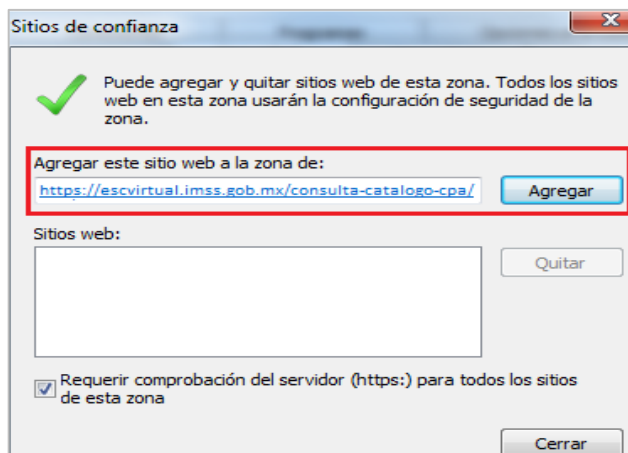 Sitios de confianza
Programas
Puede agregar y quitar sitios web de esta zona. Todos los sitios
web en esta zona usarán la configuración de seguridad de la
zona.
Agregar este sitio web a la zona de:
https://escvirtual.imss.gob.mx/consulta-catalogo-cpa/
Agregar
Sitios web:
Quitar
Requerir comprobación del servidor (https:) para todos los sitios
de esta zona
Cerrar